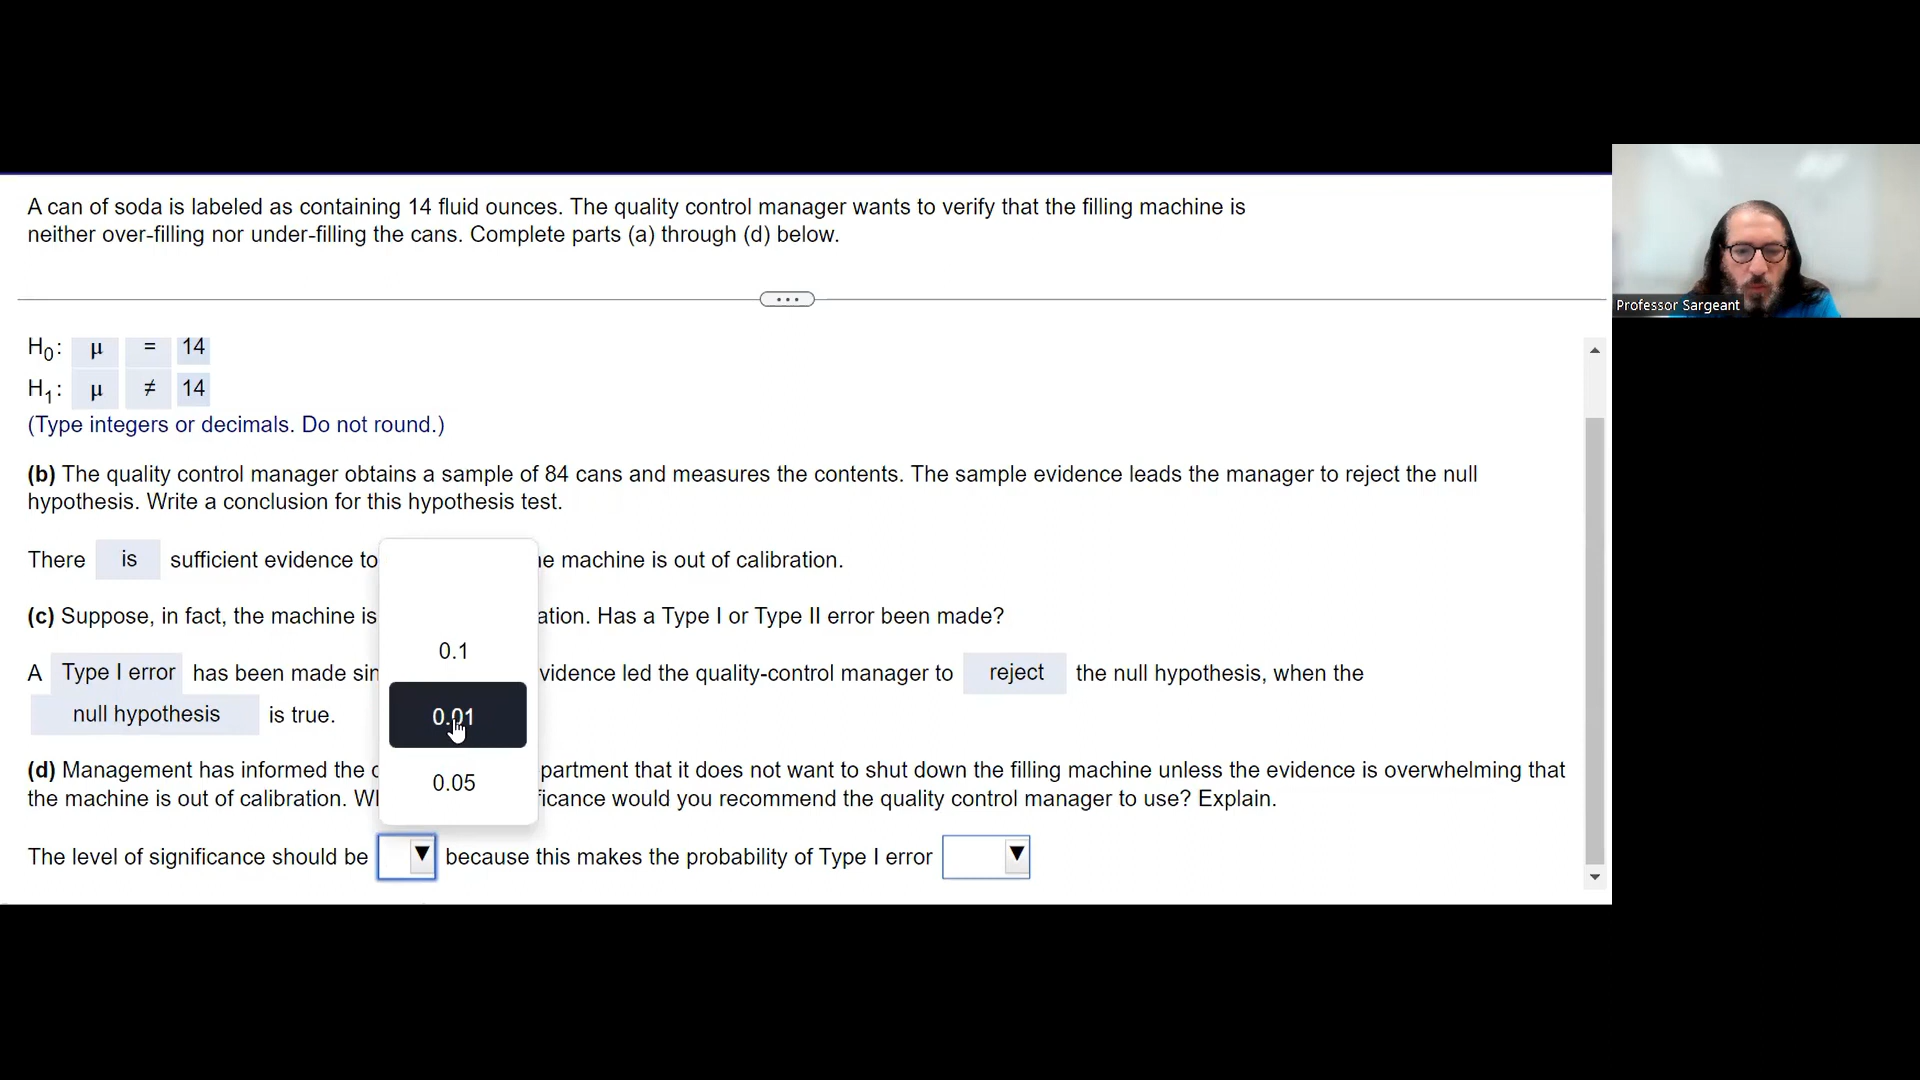 A can of soda is labeled as containing 14 fluid ounces. The quality control manager wants to verify that the filling machine is
neither over-filling nor under-filling the cans. Complete parts (a) through (d) below.
Professor Sargeant
H0: μ = 14
H1: μ ≠ 14
(Type integers or decimals. Do not round.)
(b) The quality control manager obtains a sample of 84 cans and measures the contents. The sample evidence leads the manager to reject the null
hypothesis. Write a conclusion for this hypothesis test.
There is sufficient evidence to machine is out of calibration.
(c) Suppose, in fact, the machine is Has a Type I or Type II error been made?
A Type I error has been made led the quality-control manager to reject the null hypothesis, when the
null hypothesis is true.
0.1
0.01
0.05
(d) Management has informed the that it does not want to shut down the filling machine unless the evidence is overwhelming that
the machine is out of calibration. would you recommend the quality control manager to use? Explain.
The level of significance should be because this makes the probability of Type I error